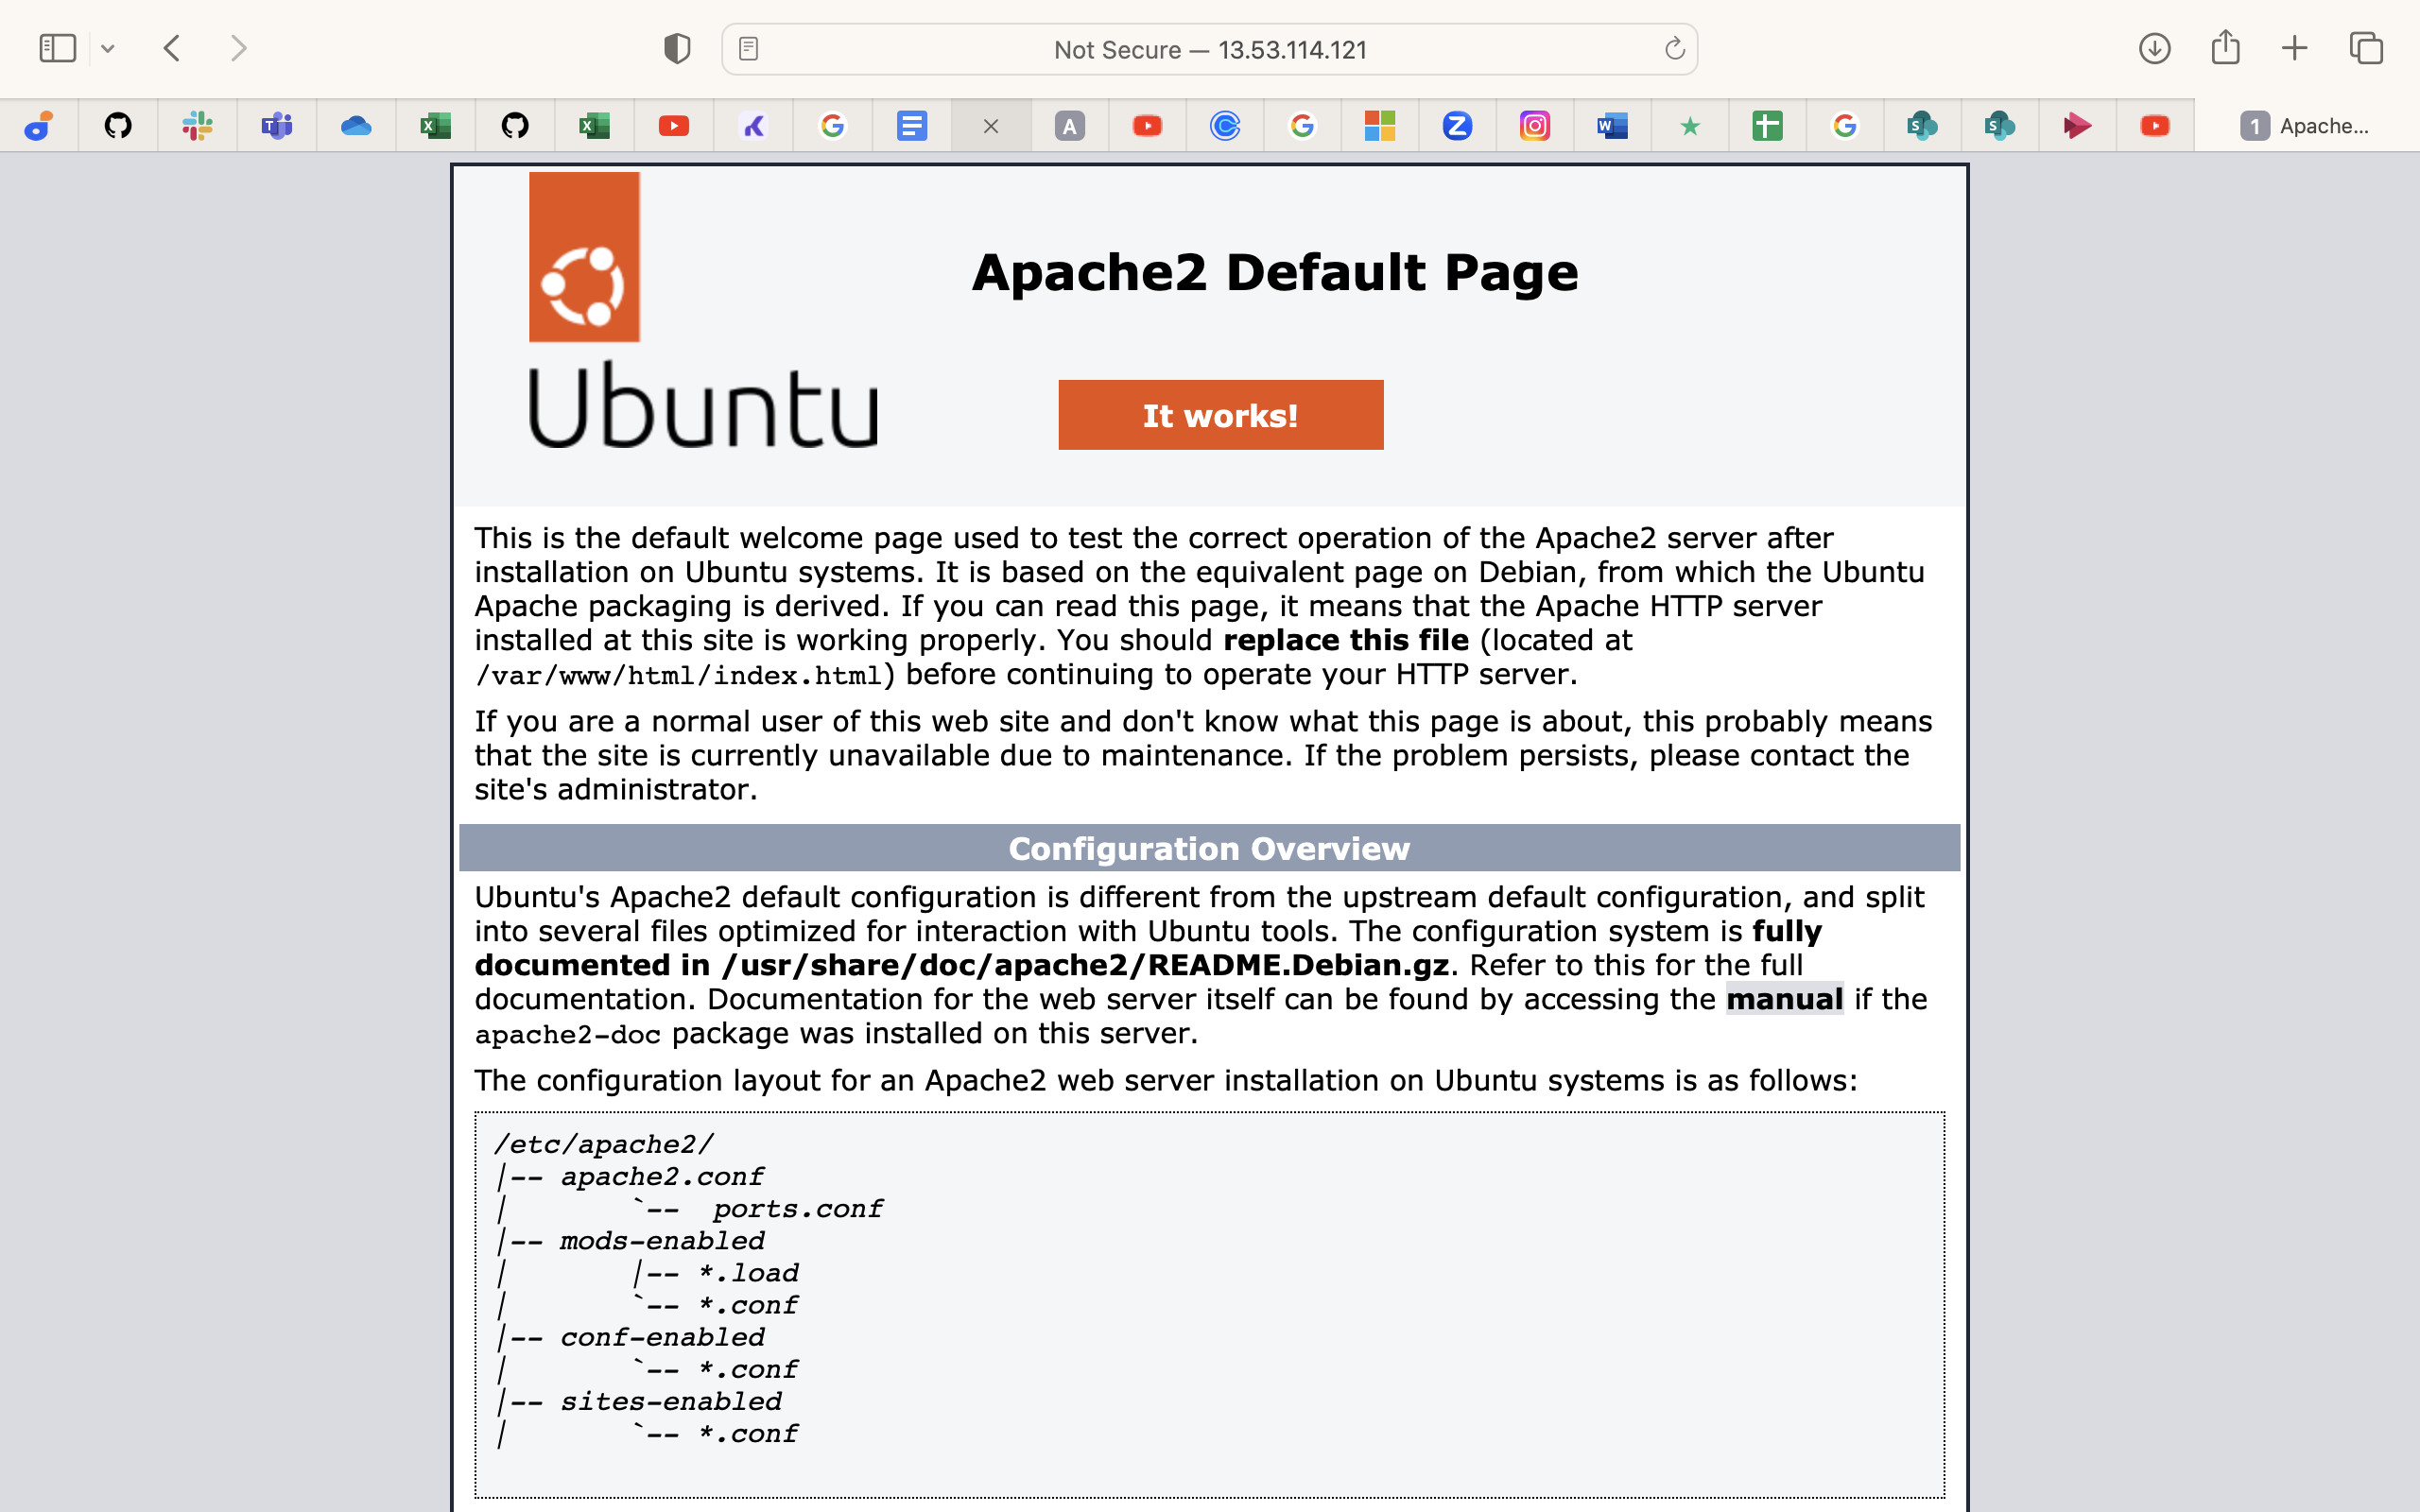 Not Secure — 13.53.114.121
A
1 Apache...
Apache2 Default Page
Ubuntu
It works!
This is the default welcome page used to test the correct operation of the Apache2 server after
installation on Ubuntu systems. It is based on the equivalent page on Debian, from which the Ubuntu
Apache packaging is derived. If you can read this page, it means that the Apache HTTP server
installed at this site is working properly. You should replace this file (located at
/var/www/html/index.html) before continuing to operate your HTTP server.
If you are a normal user of this web site and don't know what this page is about, this probably means
that the site is currently unavailable due to maintenance. If the problem persists, please contact the
site's administrator.
Configuration Overview
Ubuntu's Apache2 default configuration is different from the upstream default configuration, and split
into several files optimized for interaction with Ubuntu tools. The configuration system is fully
documented in /usr/share/doc/apache2/README.Debian.gz. Refer to this for the full
documentation. Documentation for the web server itself can be found by accessing the manual if the
apache2-doc package was installed on this server.
The configuration layout for an Apache2 web server installation on Ubuntu systems is as follows:
/etc/apache2/
|-- apache2.conf
|       `--  ports.conf
|-- mods-enabled
|       |-- *.load
|       `-- *.conf
|-- conf-enabled
|       `-- *.conf
|-- sites-enabled
|       `-- *.conf